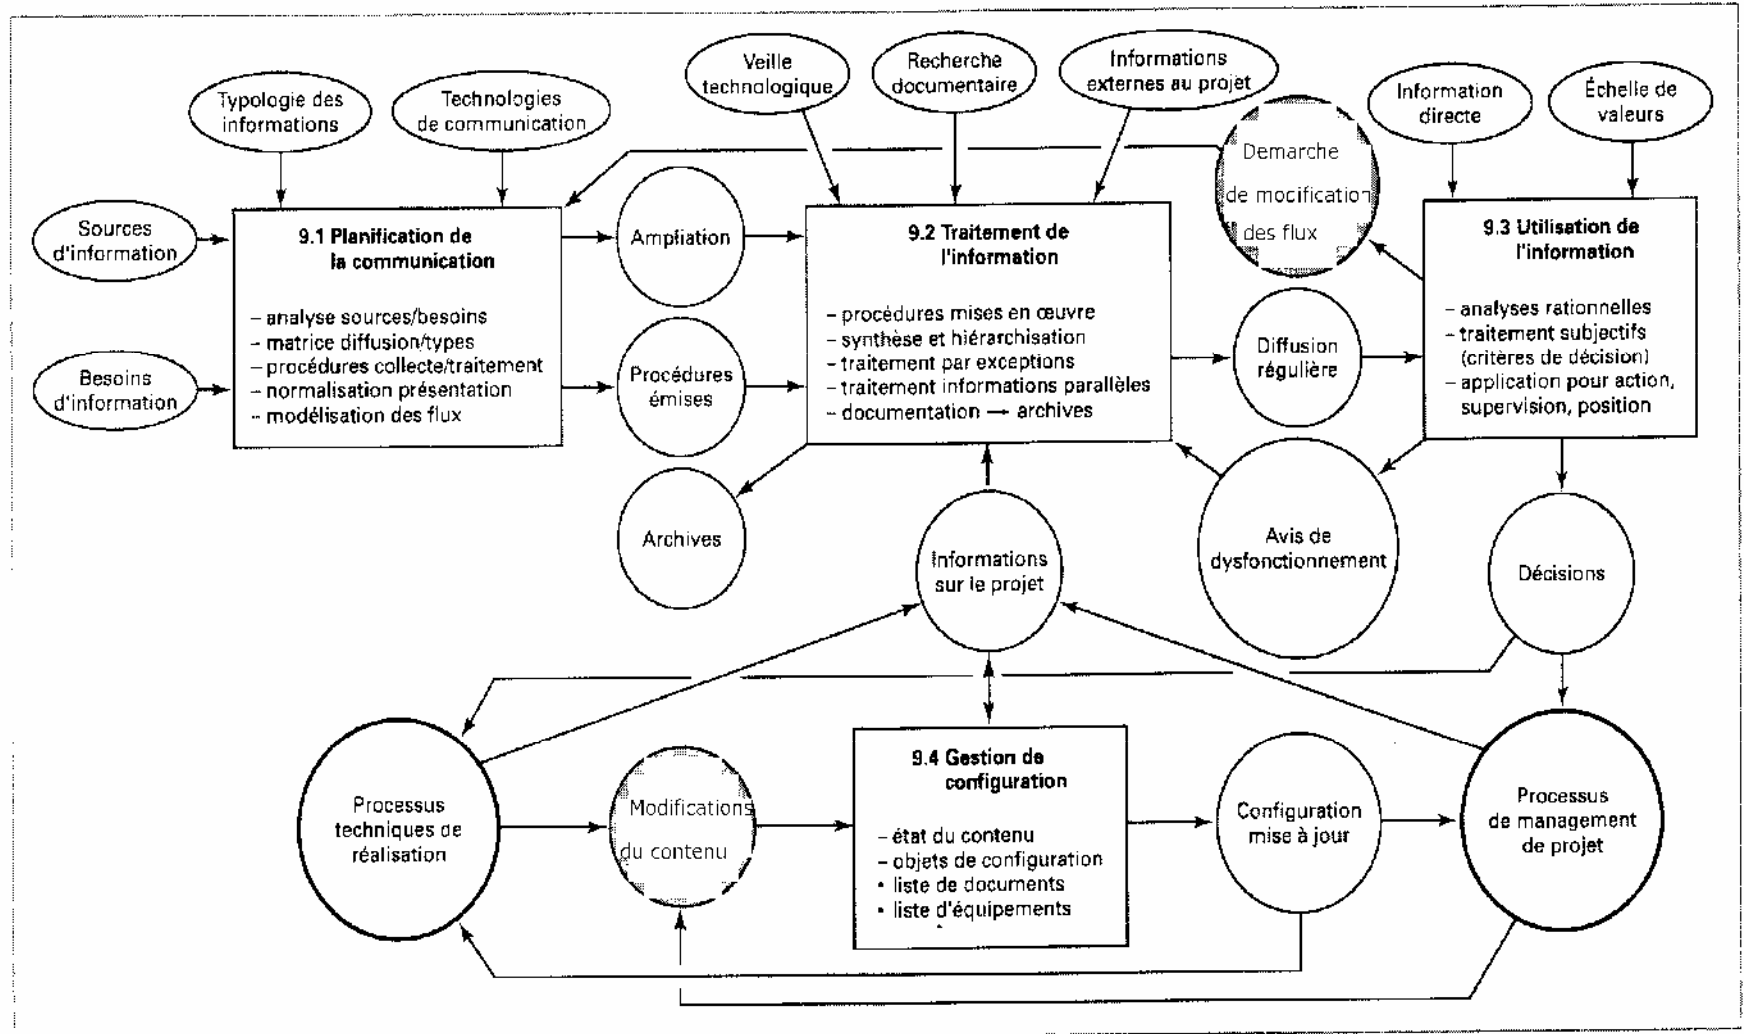 Typologie des
informations
Technologies
de communication
Veille
technologique
Recherche
documentaire
Informations
externes au projet
Information
directe
Échelle de
valeurs
Demarche
de mocification
des flux
Sources
d'information
Besoins
d'information
9.1 Planification de
la communication
– analyse sources/besoins
– matrice diffusion/types
– procédures collecte/traitement
– normalisation présentation
– modélisation des flux
Ampliation
Procédures
émises
Archives
9.2 Traitement de
l'information
– procédures mises en œuvre
– synthèse et hiérarchisation
– traitement par exceptions
– traitement informations parallèles
– documentation → archives
Diffusion
régulière
9.3 Utilisation de
l'information
– analyses rationnelles
– traitement subjectifs
(critères de décision)
– application pour action,
supervision, position
Informations
sur le projet
Avis de
dysfonctionnement
Décisions
Processus
techniques de
réalisation
Modifications
du contenu
9.4 Gestion de
configuration
– état du contenu
– objets de configuration
• liste de documents
• liste d'équipements
Configuration
mise à jour
Processus
de management
de projet